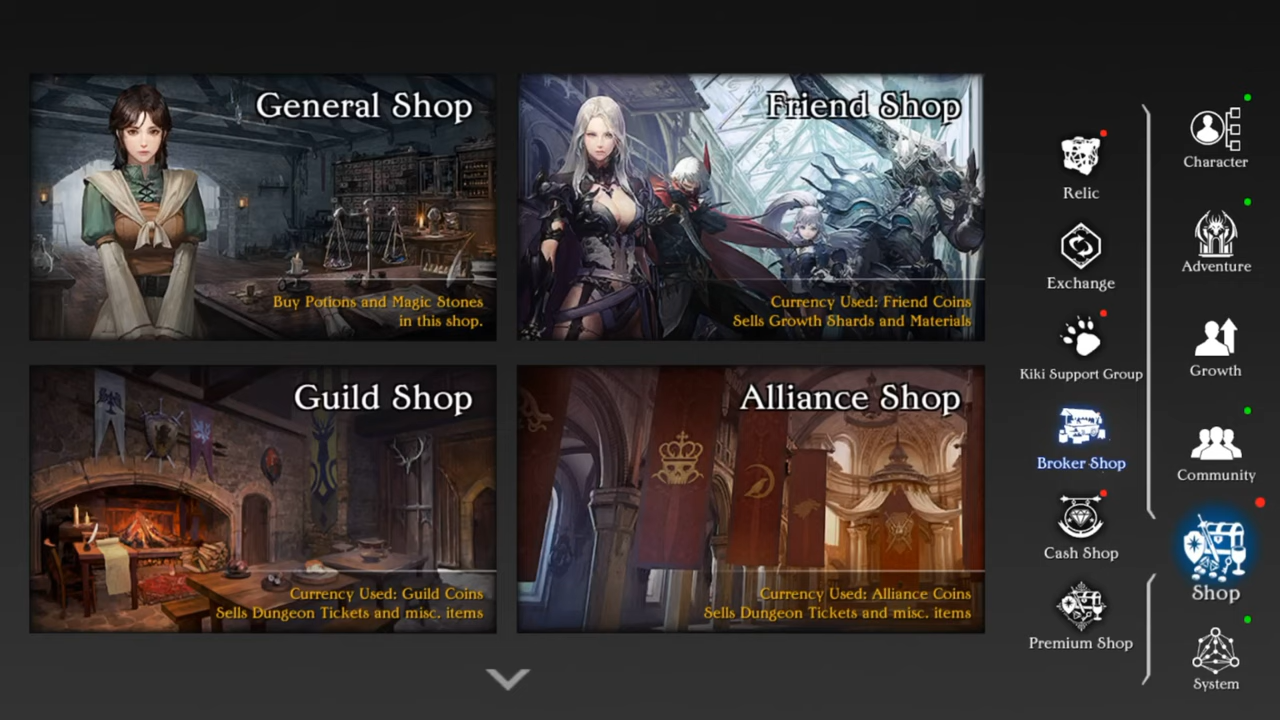 General Shop
Buy Potions and Magic Stones
in this shop.
Friend Shop
Currency Used: Friend Coins
Sells Growth Shards and Materials
Guild Shop
Currency Used: Guild Coins
Sells Dungeon Tickets and misc. items
Alliance Shop
Currency Used: Alliance Coins
Sells Dungeon Tickets and misc. items
Relic
Exchange
Kiki Support Group
Broker Shop
Cash Shop
Premium Shop
Character
Adventure
Growth
Community
Shop
System